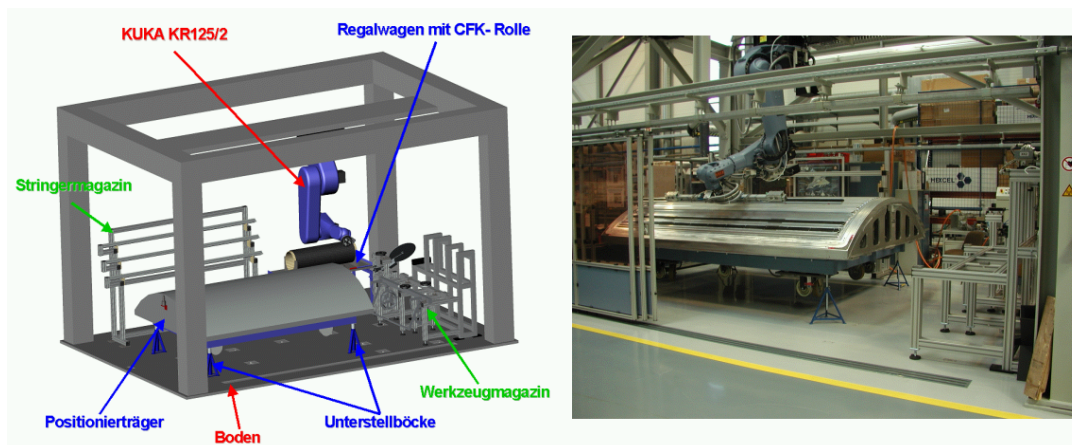 KUKA KR125/2
Regalwagen mit CFK- Rolle
Stringermagazin
Werkzeugmagazin
Positionierträger
Unterstellböcke
Boden
HEXCEL